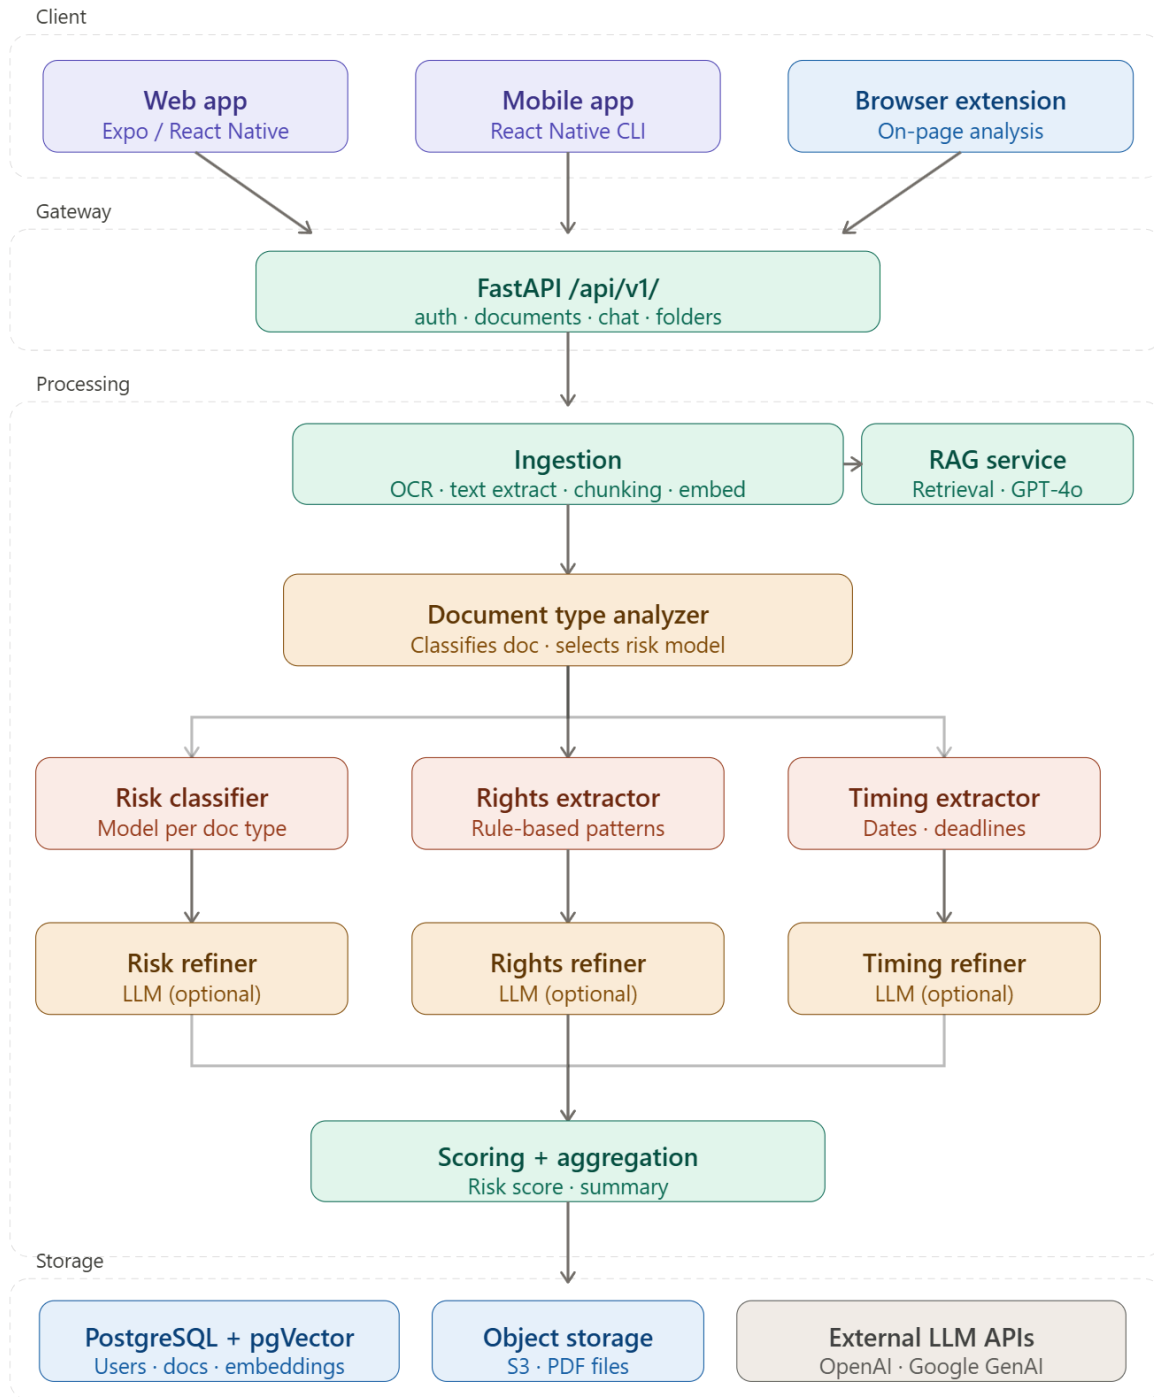 Client
Web app
Expo / React Native
Mobile app
React Native CLI
Browser extension
On-page analysis
Gateway
FastAPI /api/v1/
auth · documents · chat · folders
Processing
Ingestion
OCR · text extract · chunking · embed
RAG service
Retrieval · GPT-4o
Document type analyzer
Classifies doc · selects risk model
Risk classifier
Model per doc type
Rights extractor
Rule-based patterns
Timing extractor
Dates · deadlines
Risk refiner
LLM (optional)
Rights refiner
LLM (optional)
Timing refiner
LLM (optional)
Scoring + aggregation
Risk score · summary
Storage
PostgreSQL + pgVector
Users · docs · embeddings
Object storage
S3 · PDF files
External LLM APIs
OpenAI · Google GenAI